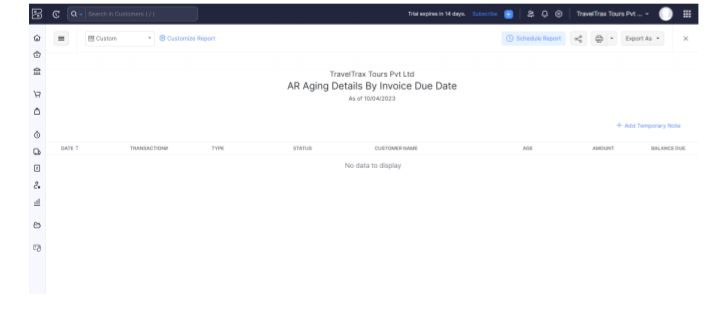 Search in Customers ( / )
Trial expires in 14 days. Subscribe
TravelTrax Tours Pvt ...
Custom
Customize Report
Schedule Report
Export As
TravelTrax Tours Pvt Ltd
AR Aging Details By Invoice Due Date
As of 10/04/2023
+ Add Temporary Note
DATE TRANSACTION# TYPE STATUS CUSTOMER NAME AGE AMOUNT BALANCE DUE
No data to display